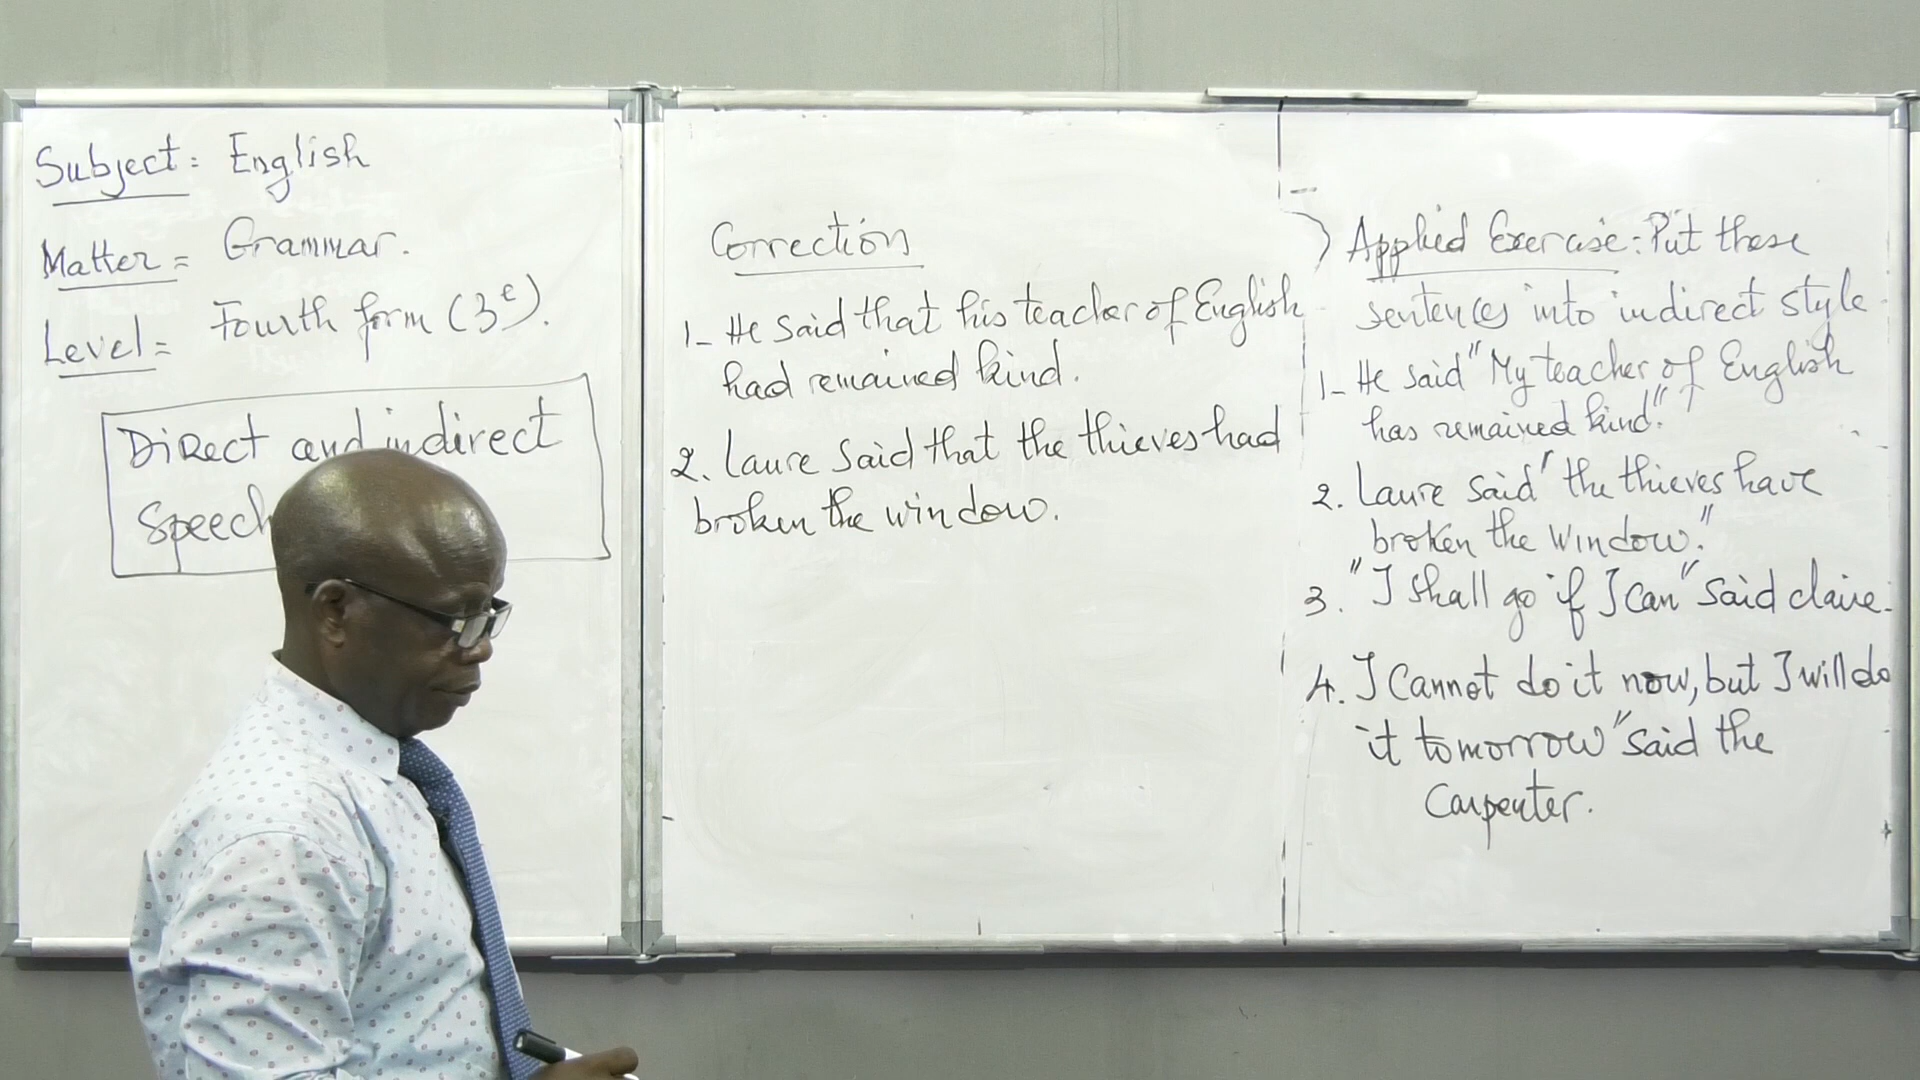 Subject: English
Matter = Grammar.
Level = Fourth form (3e).
Direct and indirect
Speech
Correction
1- He said that his teacher of English
had remained kind.
2. Laure said that the thieves had
broken the window.
Applied Exercise: Put these
sentences into indirect style
1- He said "My teacher of English
has remained kind."
2. Laure said "the thieves have
broken the window."
3. "I shall go if I can" said claire.
4. I cannot do it now, but I will do
it tomorrow" said the
Carpenter.